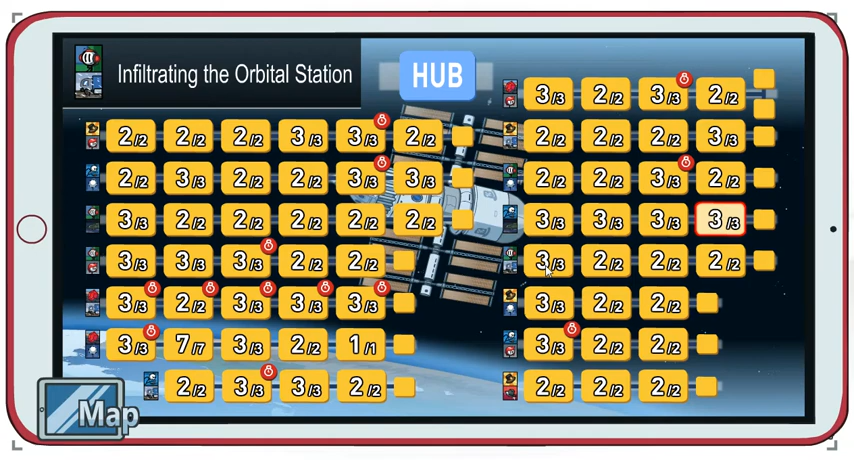 Infiltrating the Orbital Station
HUB
2/2 2/2 2/2 3/3 3/3 2/2
2/2 3/3 2/2 2/2 3/3 3/3
3/3 3/3 2/2 2/2 2/2 2/2
3/3 3/3 3/3 2/2 2/2
3/3 2/2 3/3 3/3 3/3
3/3 7/7 3/3 2/2 1/1
2/2 3/3 3/3 2/2
3/3 2/2 3/3 2/2
2/2 2/2 2/2 3/3
2/2 2/2 3/3 2/2
3/3 3/3 3/3 3/3
3/3 2/2 2/2 2/2
3/3 2/2 2/2
3/3 2/2 2/2
2/2 2/2 2/2
Map